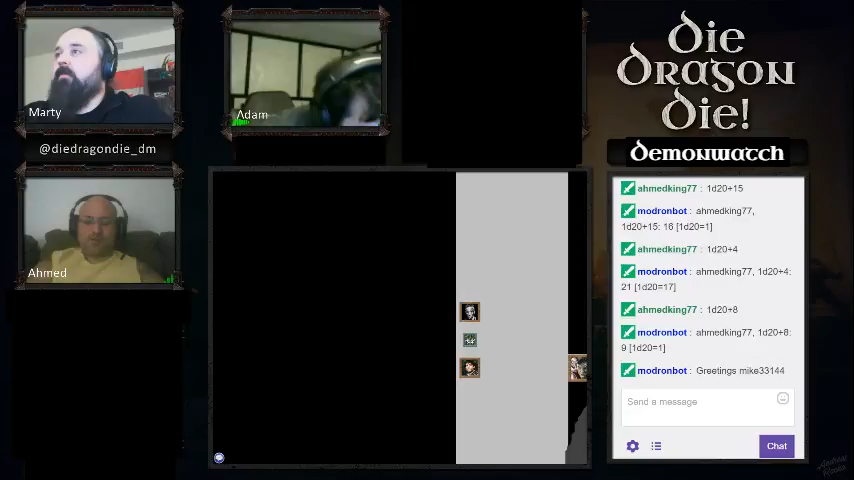 Marty
Adam
@diedragondie_dm
Ahmed
die
Dragon
Die!
Demonwatch
ahmedking77 : 1d20+15
modronbot : ahmedking77,
1d20+15: 16 [1d20=1]
ahmedking77 : 1d20+4
modronbot : ahmedking77, 1d20+4:
21 [1d20=17]
ahmedking77 : 1d20+8
modronbot : ahmedking77, 1d20+8:
9 [1d20=1]
modronbot : Greetings mike33144
Send a message
Chat